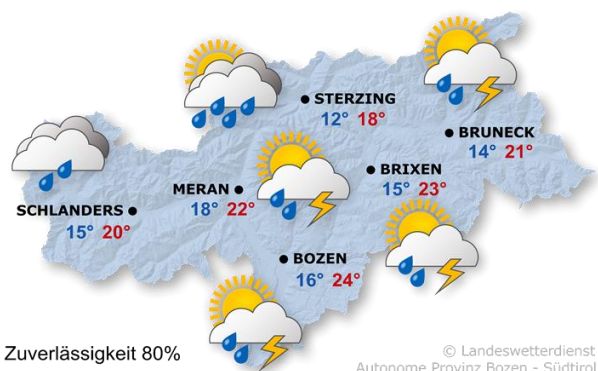 STERZING
12° 18°
BRUNECK
14° 21°
BRIXEN
15° 23°
MERAN
18° 22°
SCHLANDERS
15° 20°
BOZEN
16° 24°
Zuverlässigkeit 80%
© Landeswetterdienst
Autonome Provinz Bozen - Südtirol